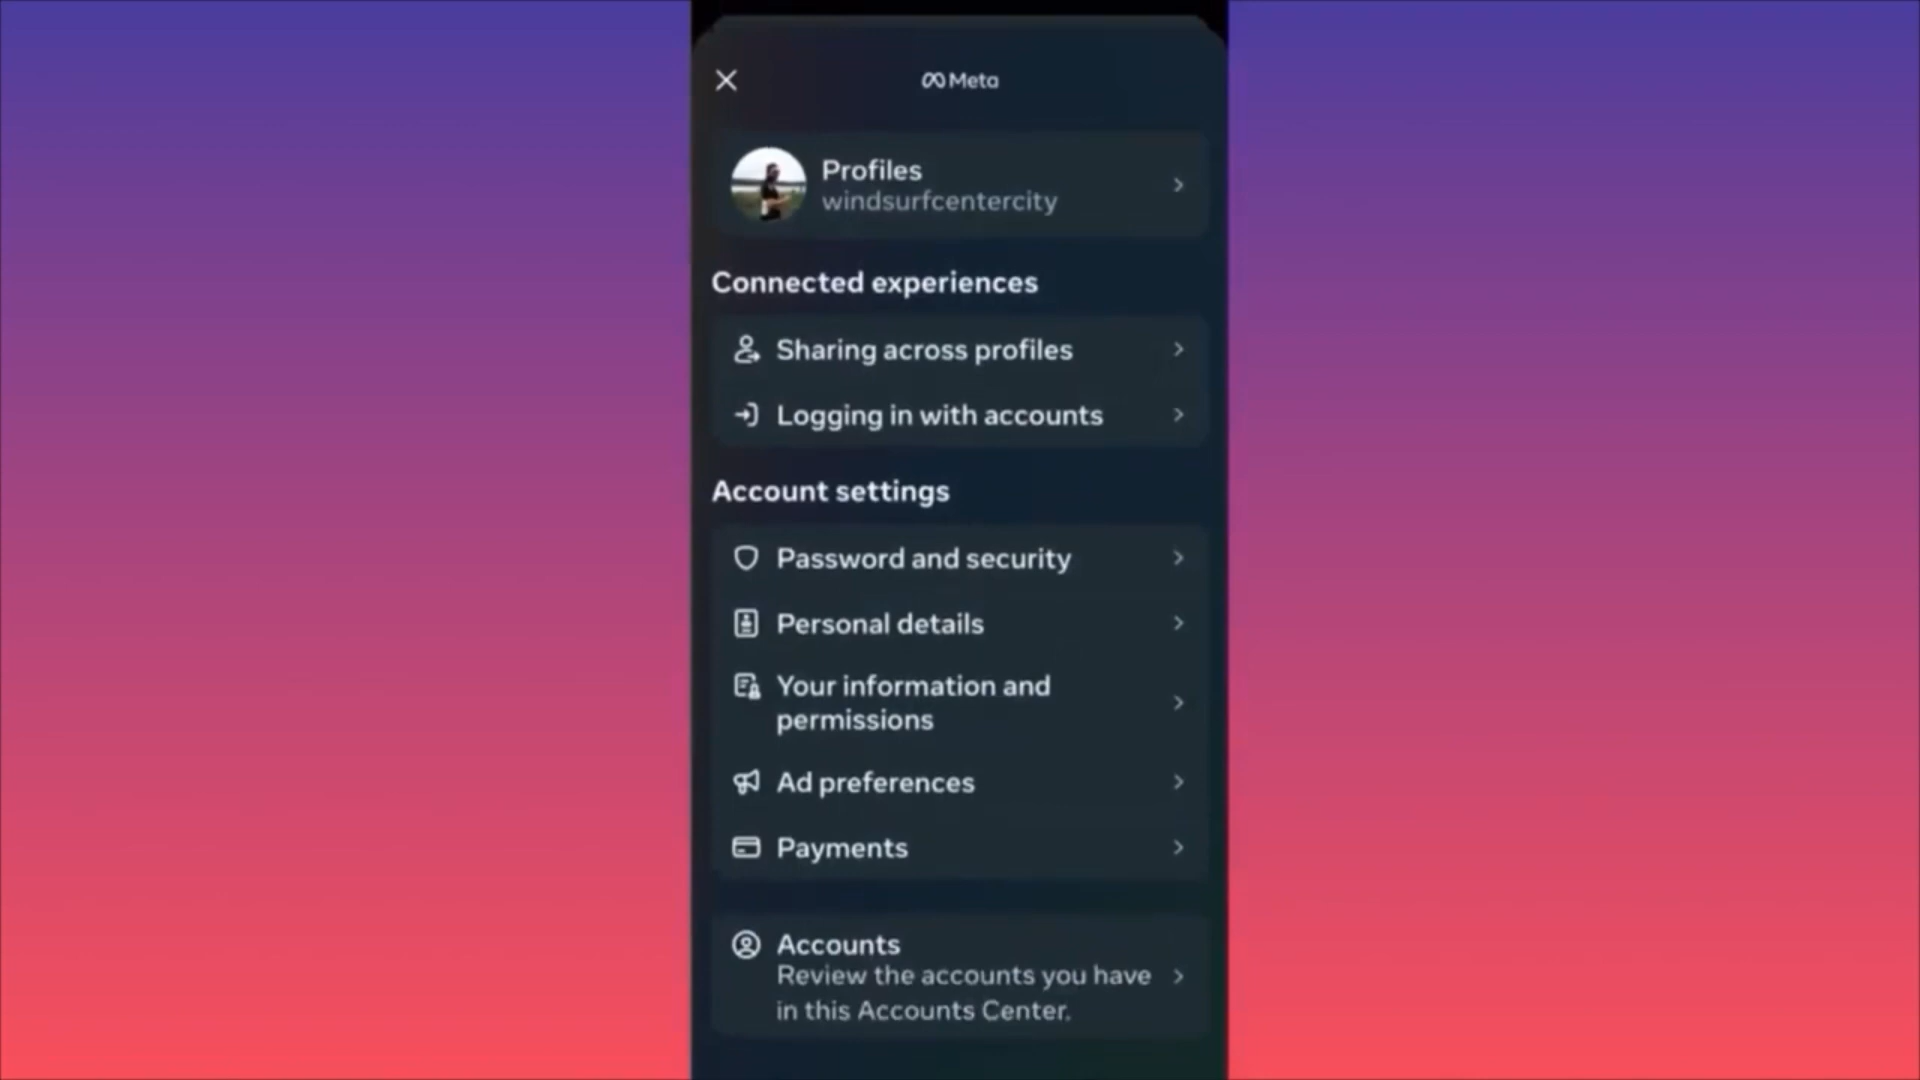 Meta
Profiles
windsurfcentercity
Connected experiences
Sharing across profiles
Logging in with accounts
Account settings
Password and security
Personal details
Your information and
permissions
Ad preferences
Payments
Accounts
Review the accounts you have
in this Accounts Center.